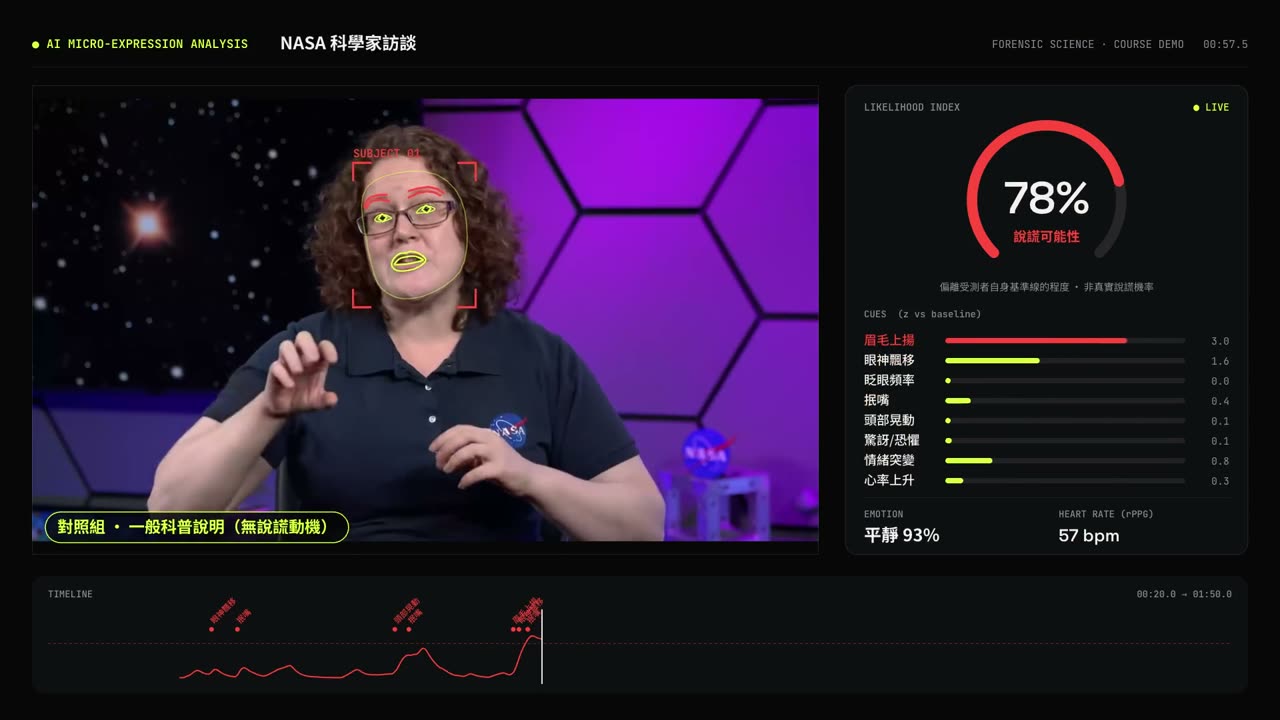 AI MICRO-EXPRESSION ANALYSIS
NASA 科學家訪談
FORENSIC SCIENCE · COURSE DEMO 00:57.5
SUBJECT 01
NASA
NASA
對照組 · 一般科普說明（無說謊動機）
LIKELIHOOD INDEX
LIVE
78%
說謊可能性
偏離受測者自身基準線的程度 · 非真實說謊機率
CUES (z vs baseline)
眉毛上揚 3.0
眼神飄移 1.6
眨眼頻率 0.0
抿嘴 0.4
頭部晃動 0.1
驚訝/恐懼 0.1
情緒突變 0.8
心率上升 0.3
EMOTION
平靜 93%
HEART RATE (rPPG)
57 bpm
TIMELINE
00:20.0 → 01:50.0
眼神飄移
抿嘴
頭部晃動
抿嘴